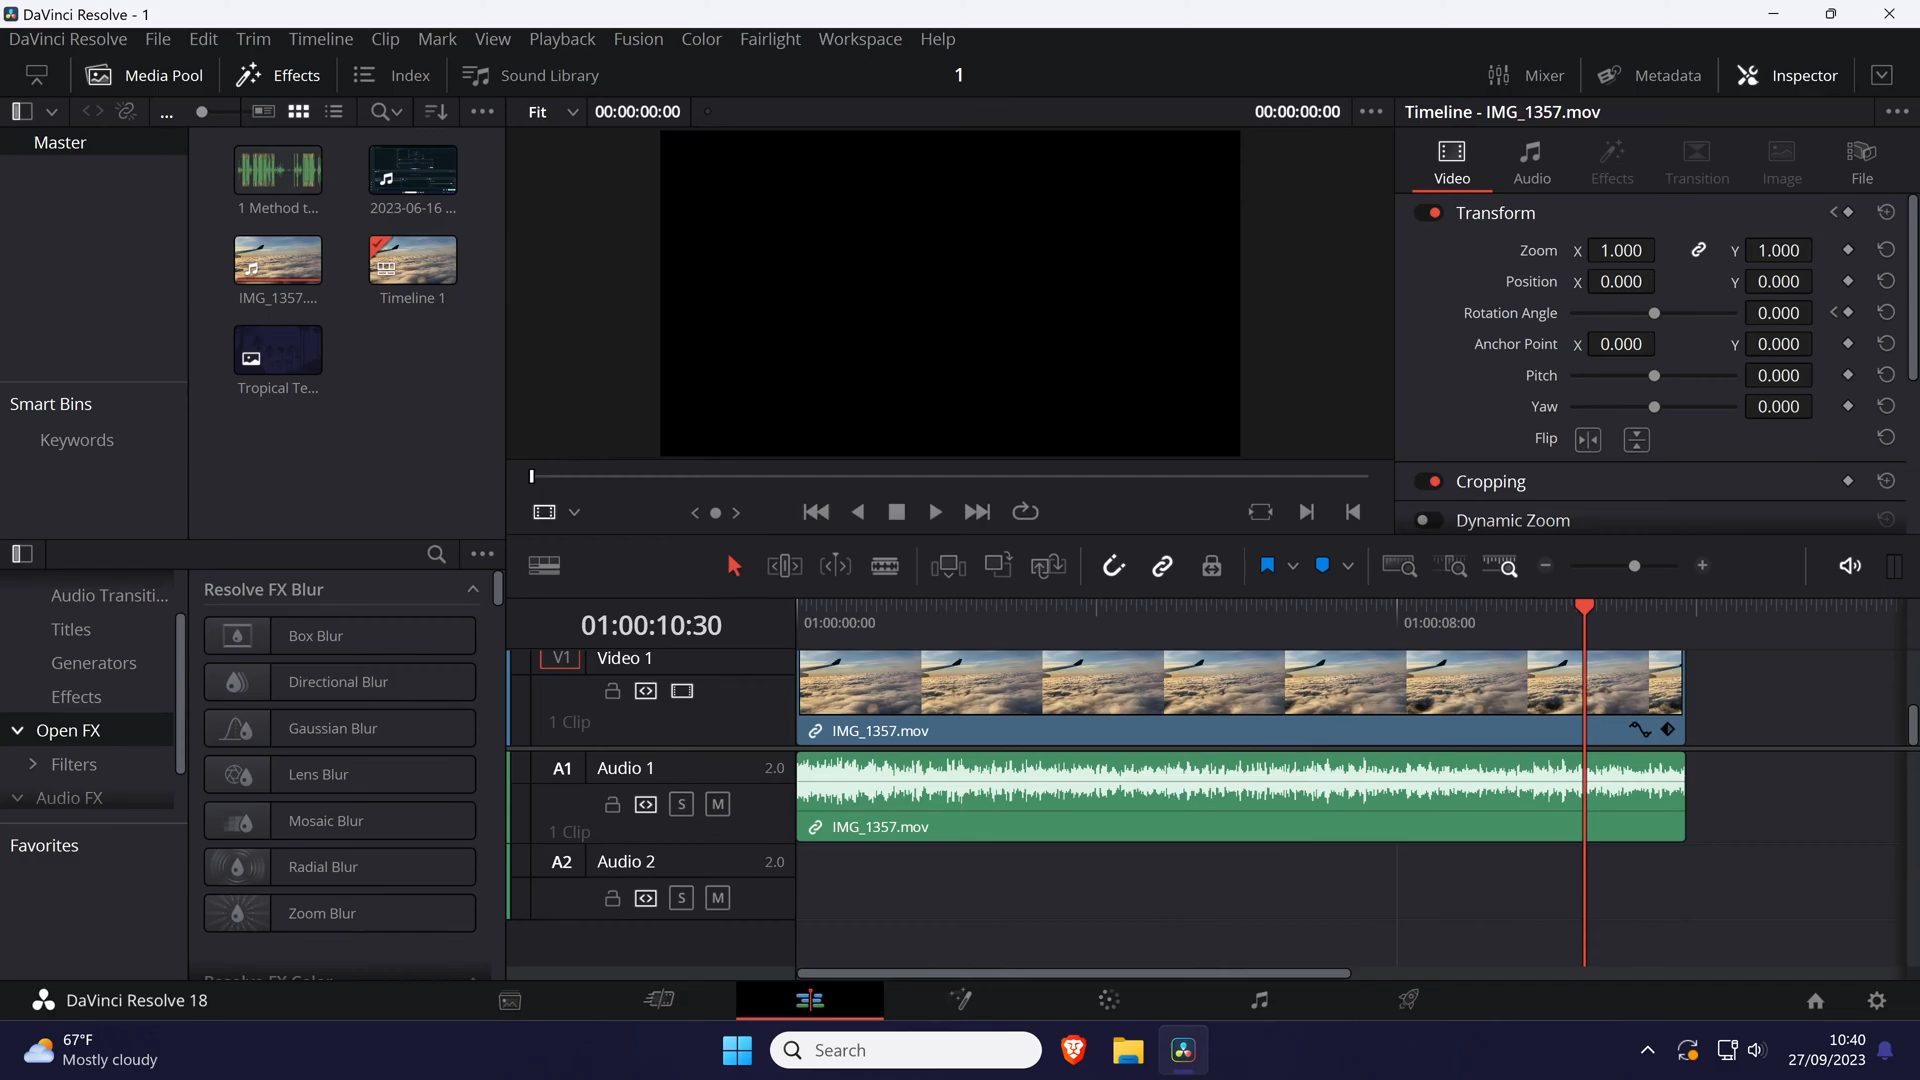 DaVinci Resolve - 1
DaVinci Resolve File Edit Trim Timeline Clip Mark View Playback Fusion Color Fairlight Workspace Help
Media Pool Effects Index Sound Library 1 Mixer Metadata Inspector
... Fit 00:00:00:00 00:00:00:00 Timeline - IMG_1357.mov
Master
Video Audio Effects Transition Image File
1 Method t... 2023-06-16 ...
IMG_1357.... Timeline 1
Tropical Te...
Transform
Zoom X 1.000 Y 1.000
Position X 0.000 Y 0.000
Rotation Angle 0.000
Anchor Point X 0.000 Y 0.000
Pitch 0.000
Yaw 0.000
Flip
Cropping
Dynamic Zoom
Smart Bins
Keywords
Audio Transiti...
Titles
Generators
Effects
Open FX
Filters
Audio FX
Favorites
Resolve FX Blur
Box Blur
Directional Blur
Gaussian Blur
Lens Blur
Mosaic Blur
Radial Blur
Zoom Blur
Resolve FX Color
01:00:10:30 01:00:00:00 01:00:08:00
V1 Video 1
1 Clip
IMG_1357.mov
A1 Audio 1 2.0
S M
1 Clip
IMG_1357.mov
A2 Audio 2 2.0
S M
DaVinci Resolve 18
67°F
Mostly cloudy
Search
10:40
27/09/2023